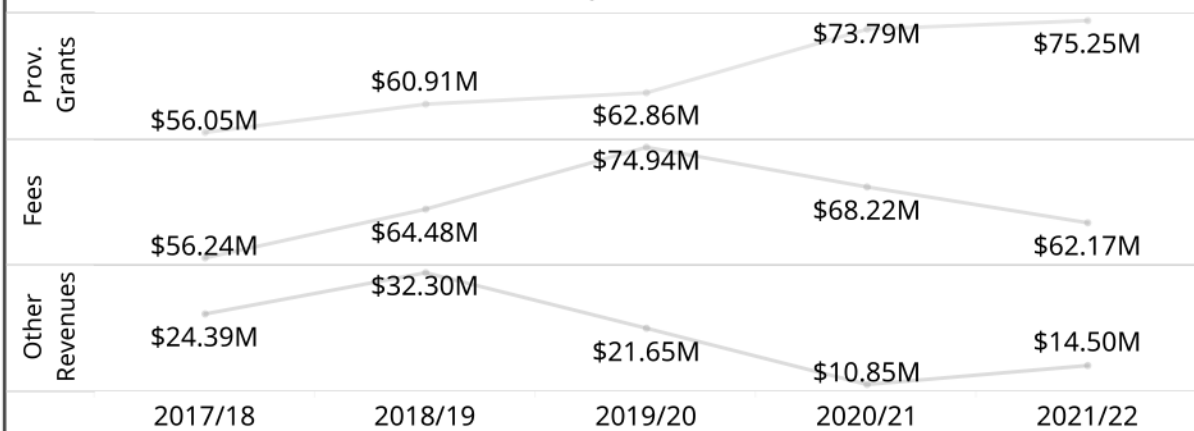 Prov.
Grants
$56.05M
$60.91M
$62.86M
$73.79M
$75.25M
Fees
$56.24M
$64.48M
$74.94M
$68.22M
$62.17M
Other
Revenues
$24.39M
$32.30M
$21.65M
$10.85M
$14.50M
2017/18 2018/19 2019/20 2020/21 2021/22